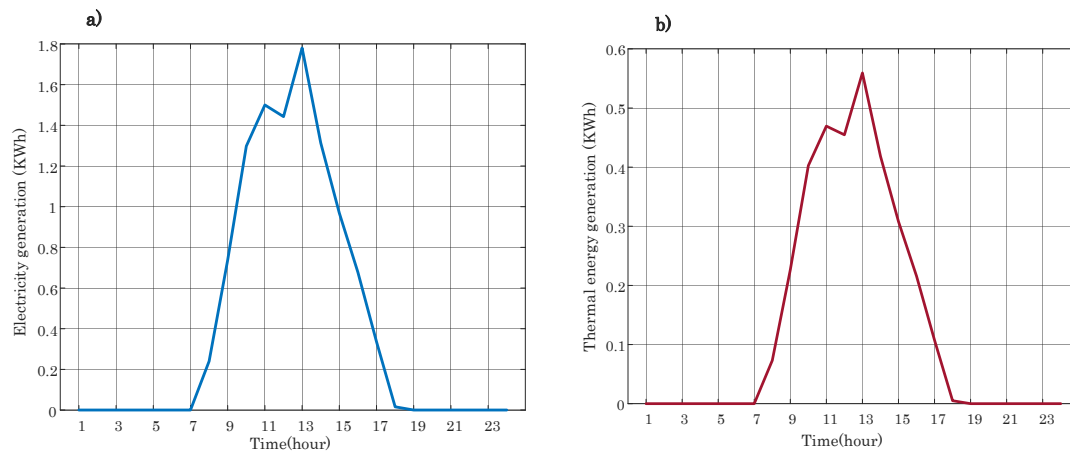 a)
Electricity generation (KWh)
1.8
1.6
1.4
1.2
1
0.8
0.6
0.4
0.2
0
1 3 5 7 9 11 13 15 17 19 21 23
Time(hour)
b)
Thermal energy generation (KWh)
0.6
0.5
0.4
0.3
0.2
0.1
0
1 3 5 7 9 11 13 15 17 19 21 23
Time(hour)